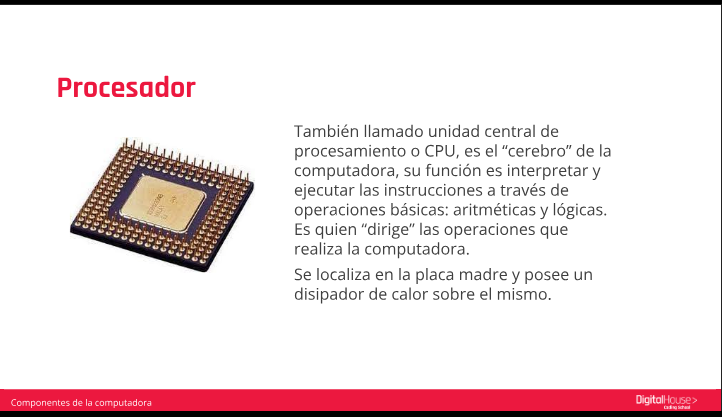 Procesador
También llamado unidad central de
procesamiento o CPU, es el “cerebro” de la
computadora, su función es interpretar y
ejecutar las instrucciones a través de
operaciones básicas: aritméticas y lógicas.
Es quien “dirige” las operaciones que
realiza la computadora.
Se localiza en la placa madre y posee un
disipador de calor sobre el mismo.
Componentes de la computadora
DigitalHouse>
Coding School